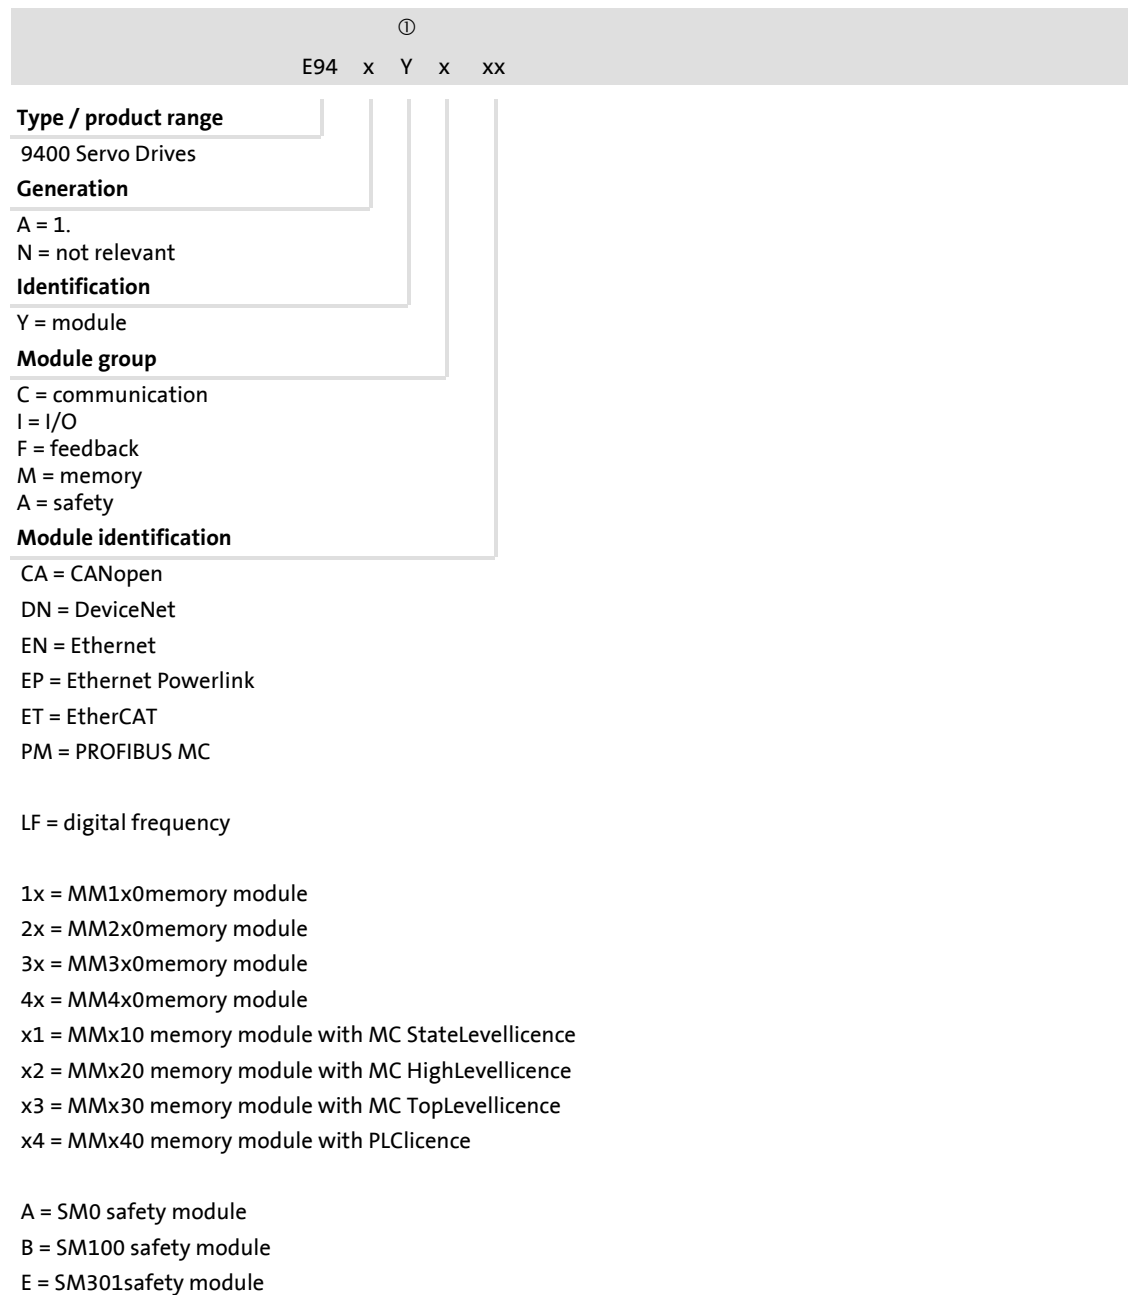 ①
E94 x Y x xx
Type / product range
9400 Servo Drives
Generation
A = 1.
N = not relevant
Identification
Y = module
Module group
C = communication
I = I/O
F = feedback
M = memory
A = safety
Module identification
CA = CANopen
DN = DeviceNet
EN = Ethernet
EP = Ethernet Powerlink
ET = EtherCAT
PM = PROFIBUS MC
LF = digital frequency
1x = MM1x0memory module
2x = MM2x0memory module
3x = MM3x0memory module
4x = MM4x0memory module
x1 = MMx10 memory module with MC StateLevellicence
x2 = MMx20 memory module with MC HighLevellicence
x3 = MMx30 memory module with MC TopLevellicence
x4 = MMx40 memory module with PLClicence
A = SM0 safety module
B = SM100 safety module
E = SM301safety module